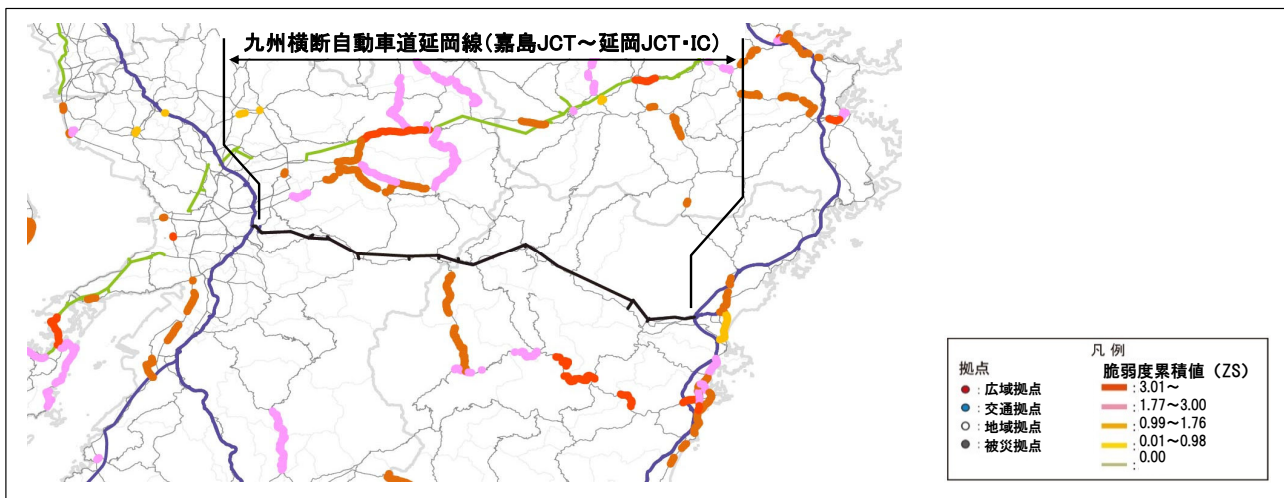 九州横断自動車道延岡線（嘉島JCT～延岡JCT・IC）
凡 例
拠点
●：広域拠点
●：交通拠点
○：地域拠点
●：被災拠点
脆弱度累積値（ZS）
：3.01～
：1.77～3.00
：0.99～1.76
：0.01～0.98
：0.00